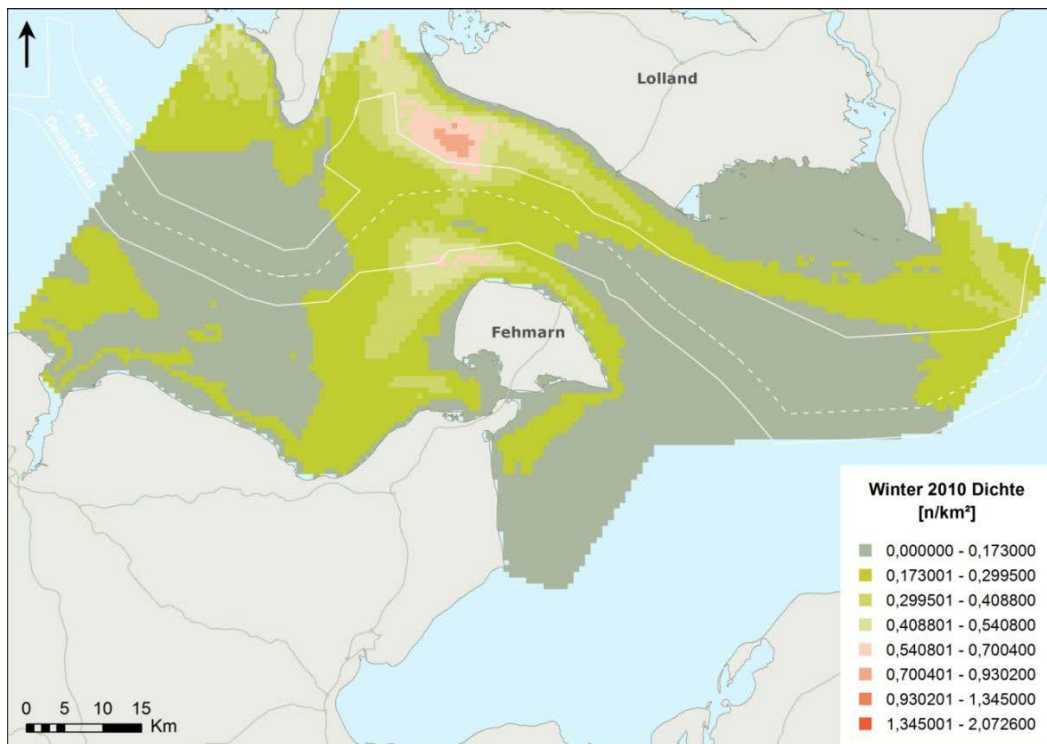 Lolland
Dänemark
AWZ
Deutschland
Fehmarn
Winter 2010 Dichte
[n/km²]
0,000000 - 0,173000
0,173001 - 0,299500
0,299501 - 0,408800
0,408801 - 0,540800
0,540801 - 0,700400
0,700401 - 0,930200
0,930201 - 1,345000
1,345001 - 2,072600
0 5 10 15
Km